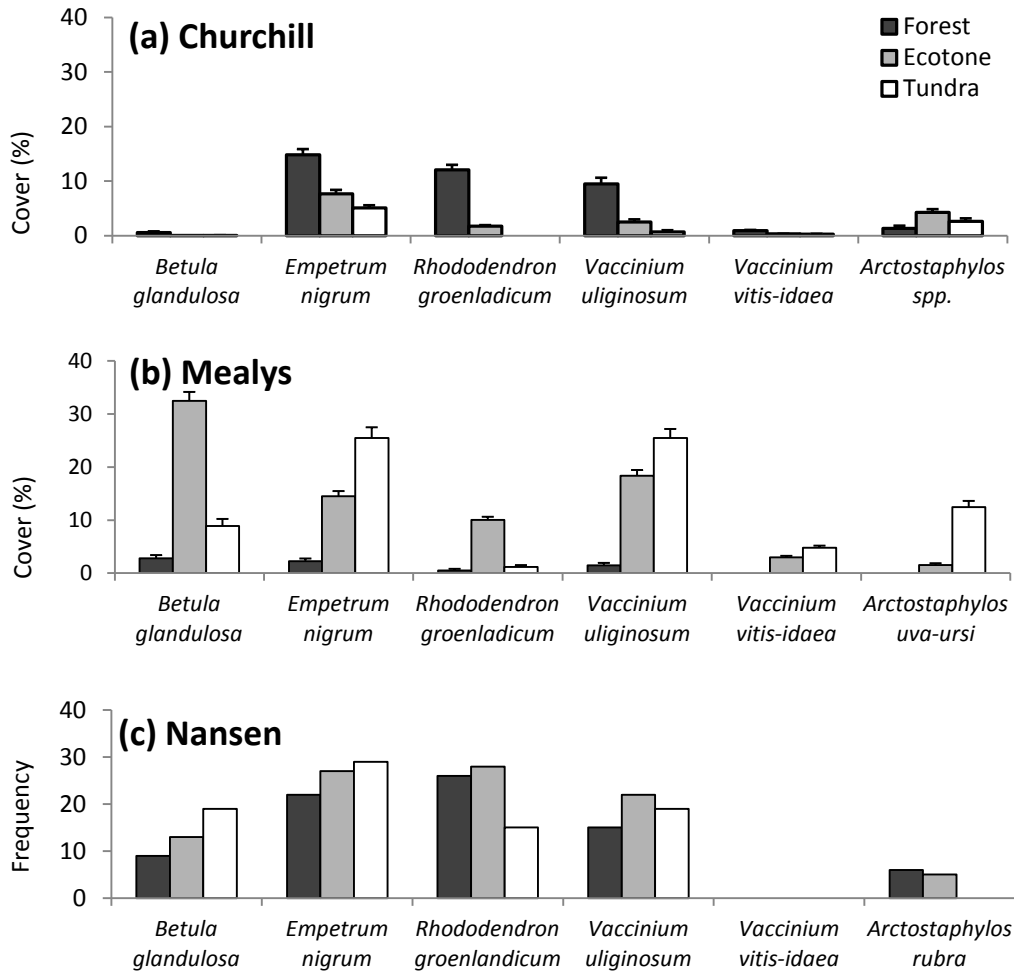 (a) Churchill
Forest
Ecotone
Tundra
Cover (%)
40
30
20
10
0
Betula glandulosa
Empetrum nigrum
Rhododendron groenladicum
Vaccinium uliginosum
Vaccinium vitis-idaea
Arctostaphylos spp.
(b) Mealys
Cover (%)
40
30
20
10
0
Betula glandulosa
Empetrum nigrum
Rhododendron groenladicum
Vaccinium uliginosum
Vaccinium vitis-idaea
Arctostaphylos uva-ursi
(c) Nansen
Frequency
40
30
20
10
0
Betula glandulosa
Empetrum nigrum
Rhododendron groenlandicum
Vaccinium uliginosum
Vaccinium vitis-idaea
Arctostaphylos rubra